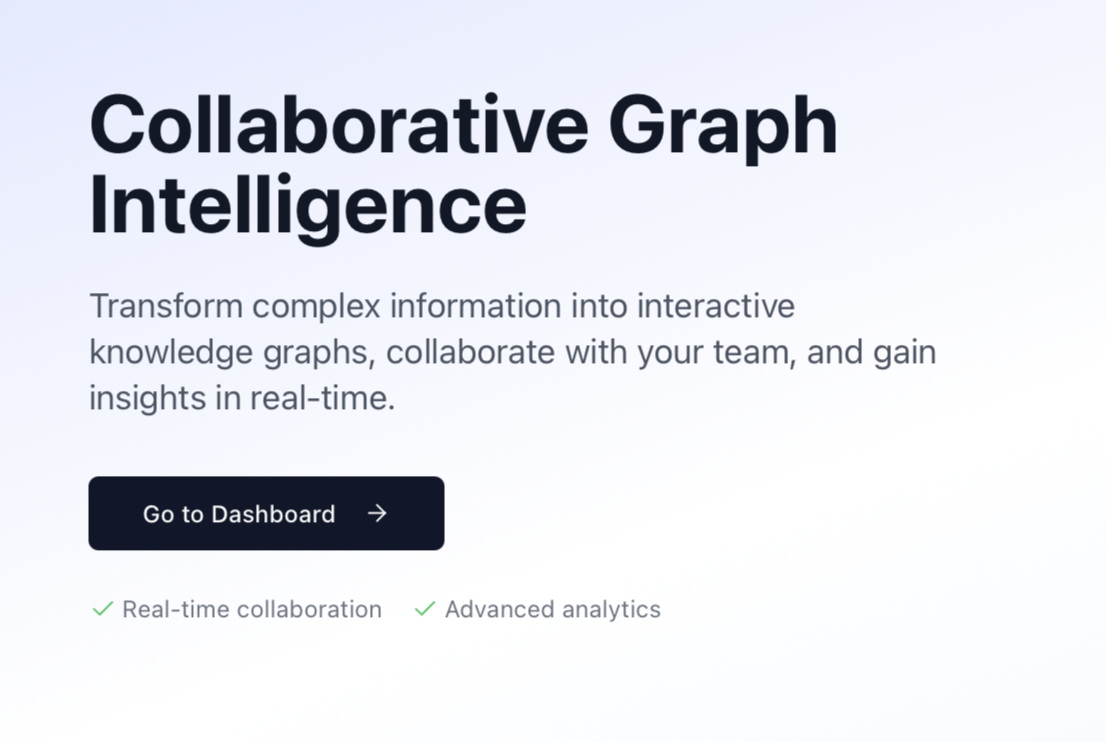 Collaborative Graph
Intelligence
Transform complex information into interactive
knowledge graphs, collaborate with your team, and gain
insights in real-time.
Go to Dashboard →
✓ Real-time collaboration ✓ Advanced analytics